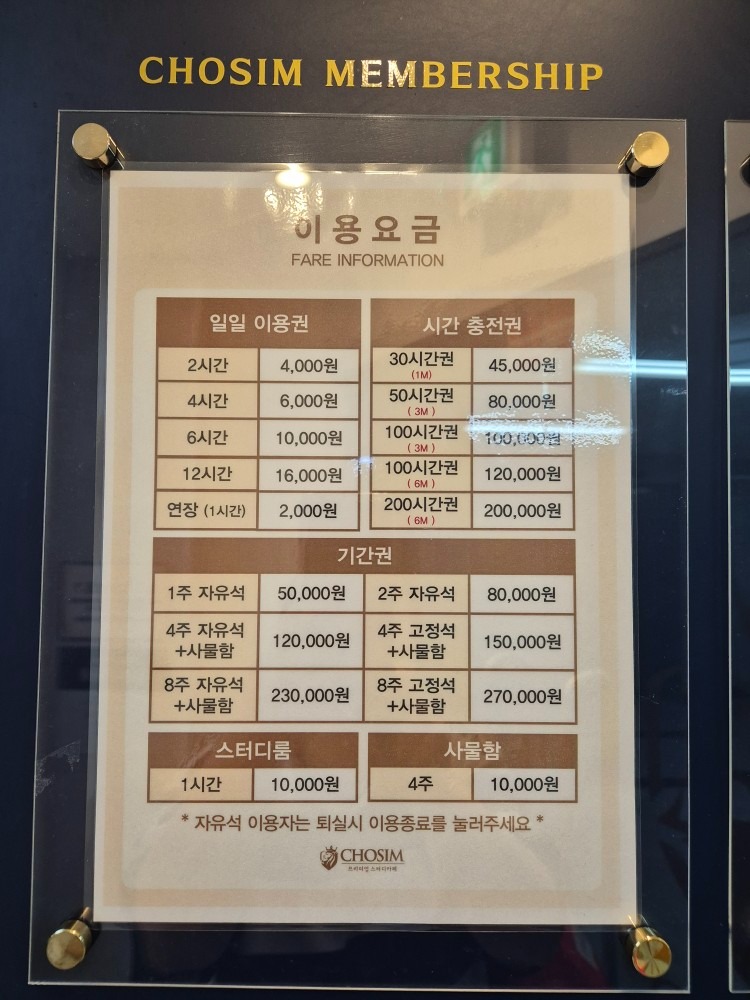 CHOSIM MEMBERSHIP
이용요금
FARE INFORMATION
일일 이용권
2시간 4,000원
4시간 6,000원
6시간 10,000원
12시간 16,000원
연장 (1시간) 2,000원
시간 충전권
30시간권 45,000원
(1M)
50시간권 80,000원
(3M)
100시간권 100,000원
(3M)
100시간권 120,000원
(6M)
200시간권 200,000원
(6M)
기간권
1주 자유석 50,000원 2주 자유석 80,000원
4주 자유석
+사물함
120,000원
4주 고정석
+사물함
150,000원
8주 자유석
+사물함
230,000원
8주 고정석
+사물함
270,000원
스터디룸
1시간 10,000원
사물함
4주 10,000원
* 자유석 이용자는 퇴실시 이용종료를 눌러주세요 *
CHOSIM
프리미엄 스터디카페